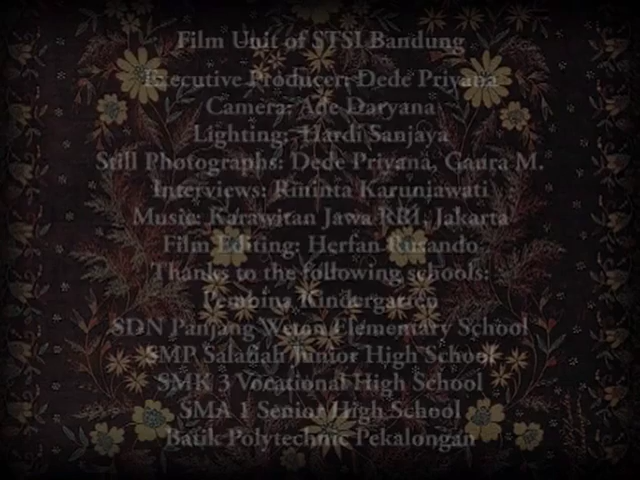 Film Unit of STSI Bandung
Executive Producer: Dede Priyana
Camera: Ade Daryana
Lighting: Hardi Sanjaya
Still Photographs: Dede Privana, Gaura M.
Interviews: Rininta Karuniawati
Music: Karawitan Jawa RRI, Jakarta
Film Editing: Herfan Rusando
Thanks to the following schools:
Pembina Kindergarten
SDN Panjang Weton Elementary School
SMP Salafiah Junior High School
SMK 3 Vocational High School
SMA 1 Senior High School
Batik Polytechnic Pekalongan